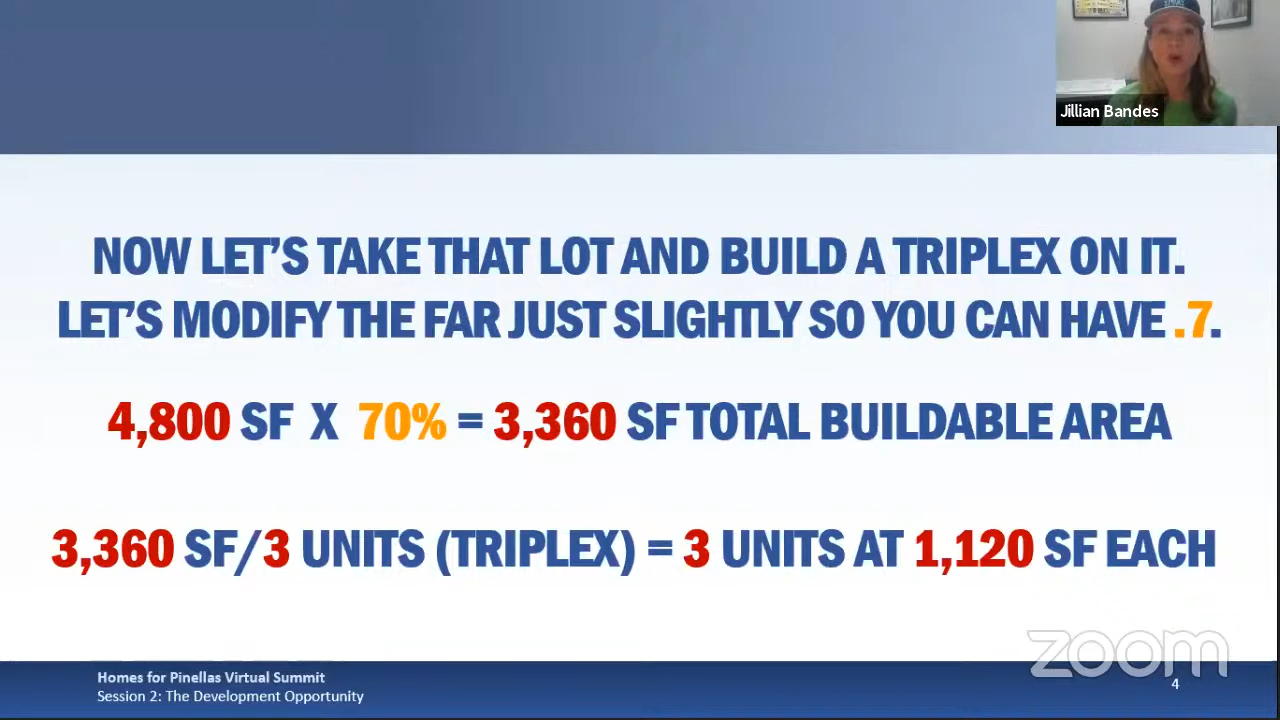 Jillian Bandes
NOW LET'S TAKE THAT LOT AND BUILD A TRIPLEX ON IT.
LET'S MODIFY THE FAR JUST SLIGHTLY SO YOU CAN HAVE .7.
4,800 SF X 70% = 3,360 SF TOTAL BUILDABLE AREA
3,360 SF/3 UNITS (TRIPLEX) = 3 UNITS AT 1,120 SF EACH
zoom
Homes for Pinellas Virtual Summit
Session 2: The Development Opportunity
4